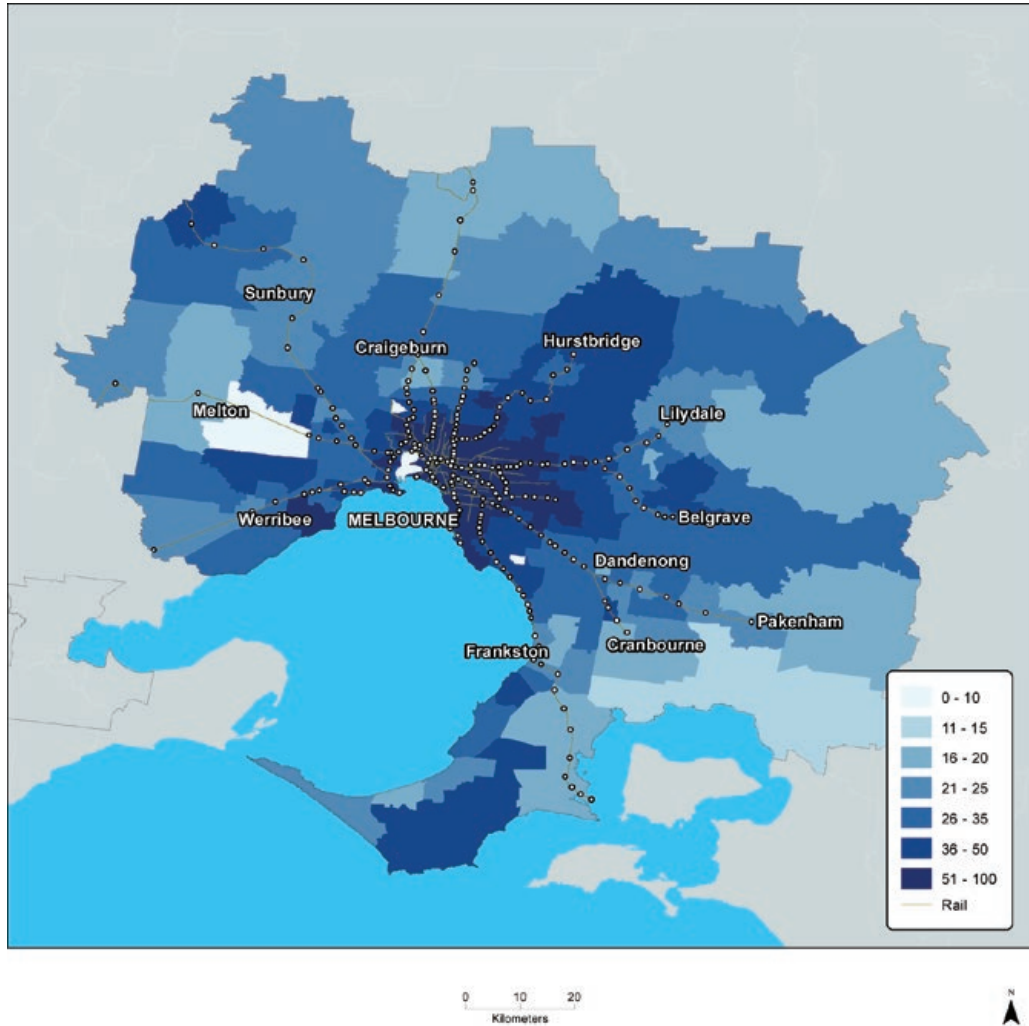 Sunbury
Craigeburn
Hurstbridge
Melton
Lilydale
Werribee
MELBOURNE
Belgrave
Dandenong
Pakenham
Cranbourne
Frankston
0 - 10
11 - 15
16 - 20
21 - 25
26 - 35
36 - 50
51 - 100
Rail
0 10 20
Kilometers
N